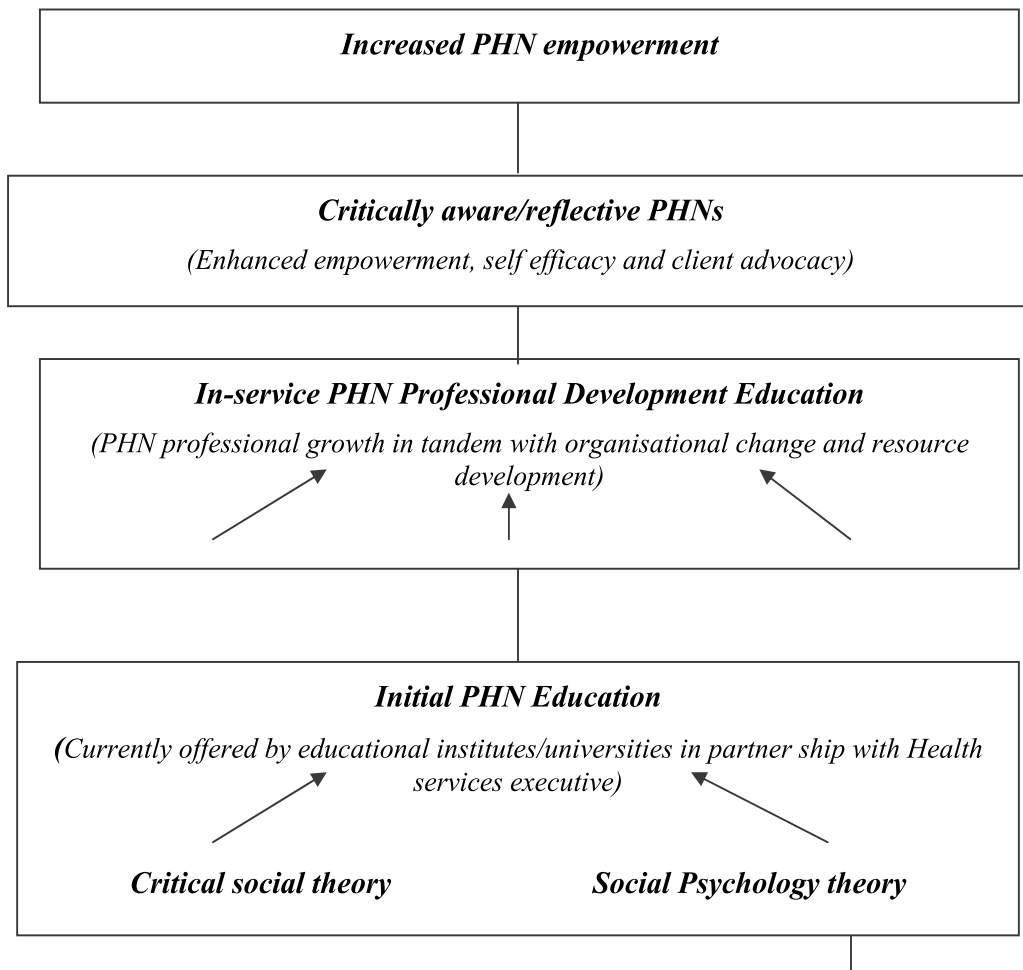 Increased PHN empowerment
Critically aware/reflective PHNs
(Enhanced empowerment, self efficacy and client advocacy)
In-service PHN Professional Development Education
(PHN professional growth in tandem with organisational change and resource
development)
Initial PHN Education
(Currently offered by educational institutes/universities in partner ship with Health
services executive)
Critical social theory
Social Psychology theory